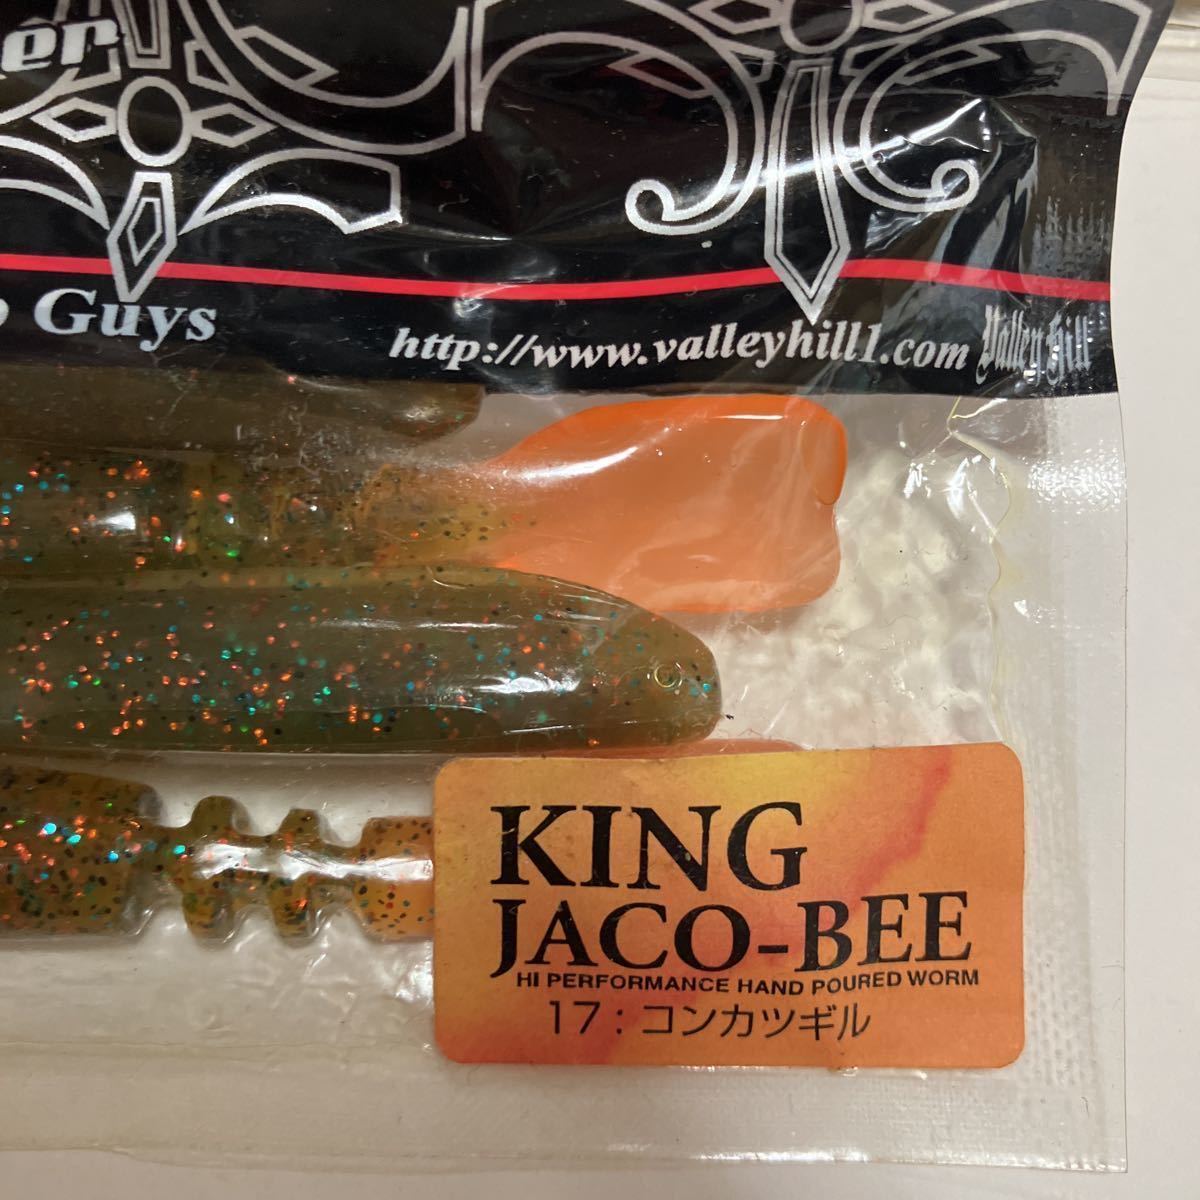 Guys
http://www.valleyhill1.com Valley Hill
KING
JACO-BEE
HI PERFORMANCE HAND POURED WORM
17：コンカツギル